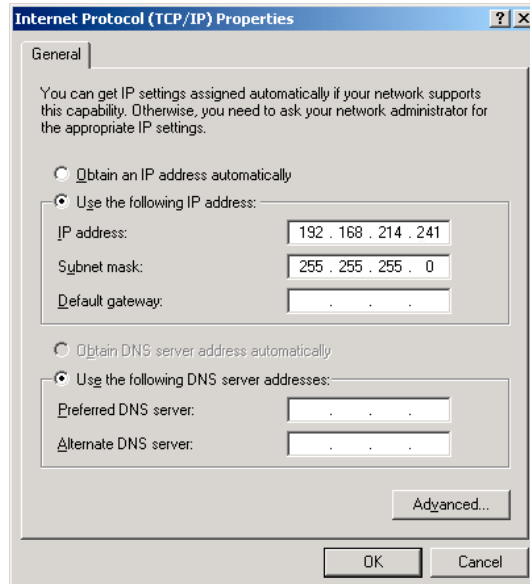 Internet Protocol (TCP/IP) Properties
General
You can get IP settings assigned automatically if your network supports
this capability. Otherwise, you need to ask your network administrator for
the appropriate IP settings.
Obtain an IP address automatically
Use the following IP address:
IP address: 192 . 168 . 214 . 241
Subnet mask: 255 . 255 . 255 . 0
Default gateway: . . .
Obtain DNS server address automatically
Use the following DNS server addresses:
Preferred DNS server: . . .
Alternate DNS server: . . .
Advanced...
OK Cancel